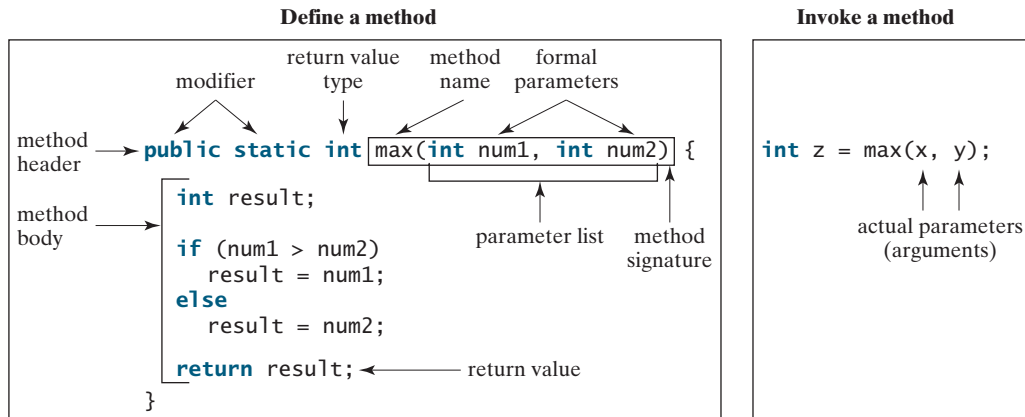 Define a method
Invoke a method
return value
type
method
name
formal
parameters
modifier
method
header
public static int max(int num1, int num2) {
int z = max(x, y);
method
body
int result;
parameter list
method
signature
actual parameters
(arguments)
if (num1 > num2)
result = num1;
else
result = num2;
return result;
return value
}